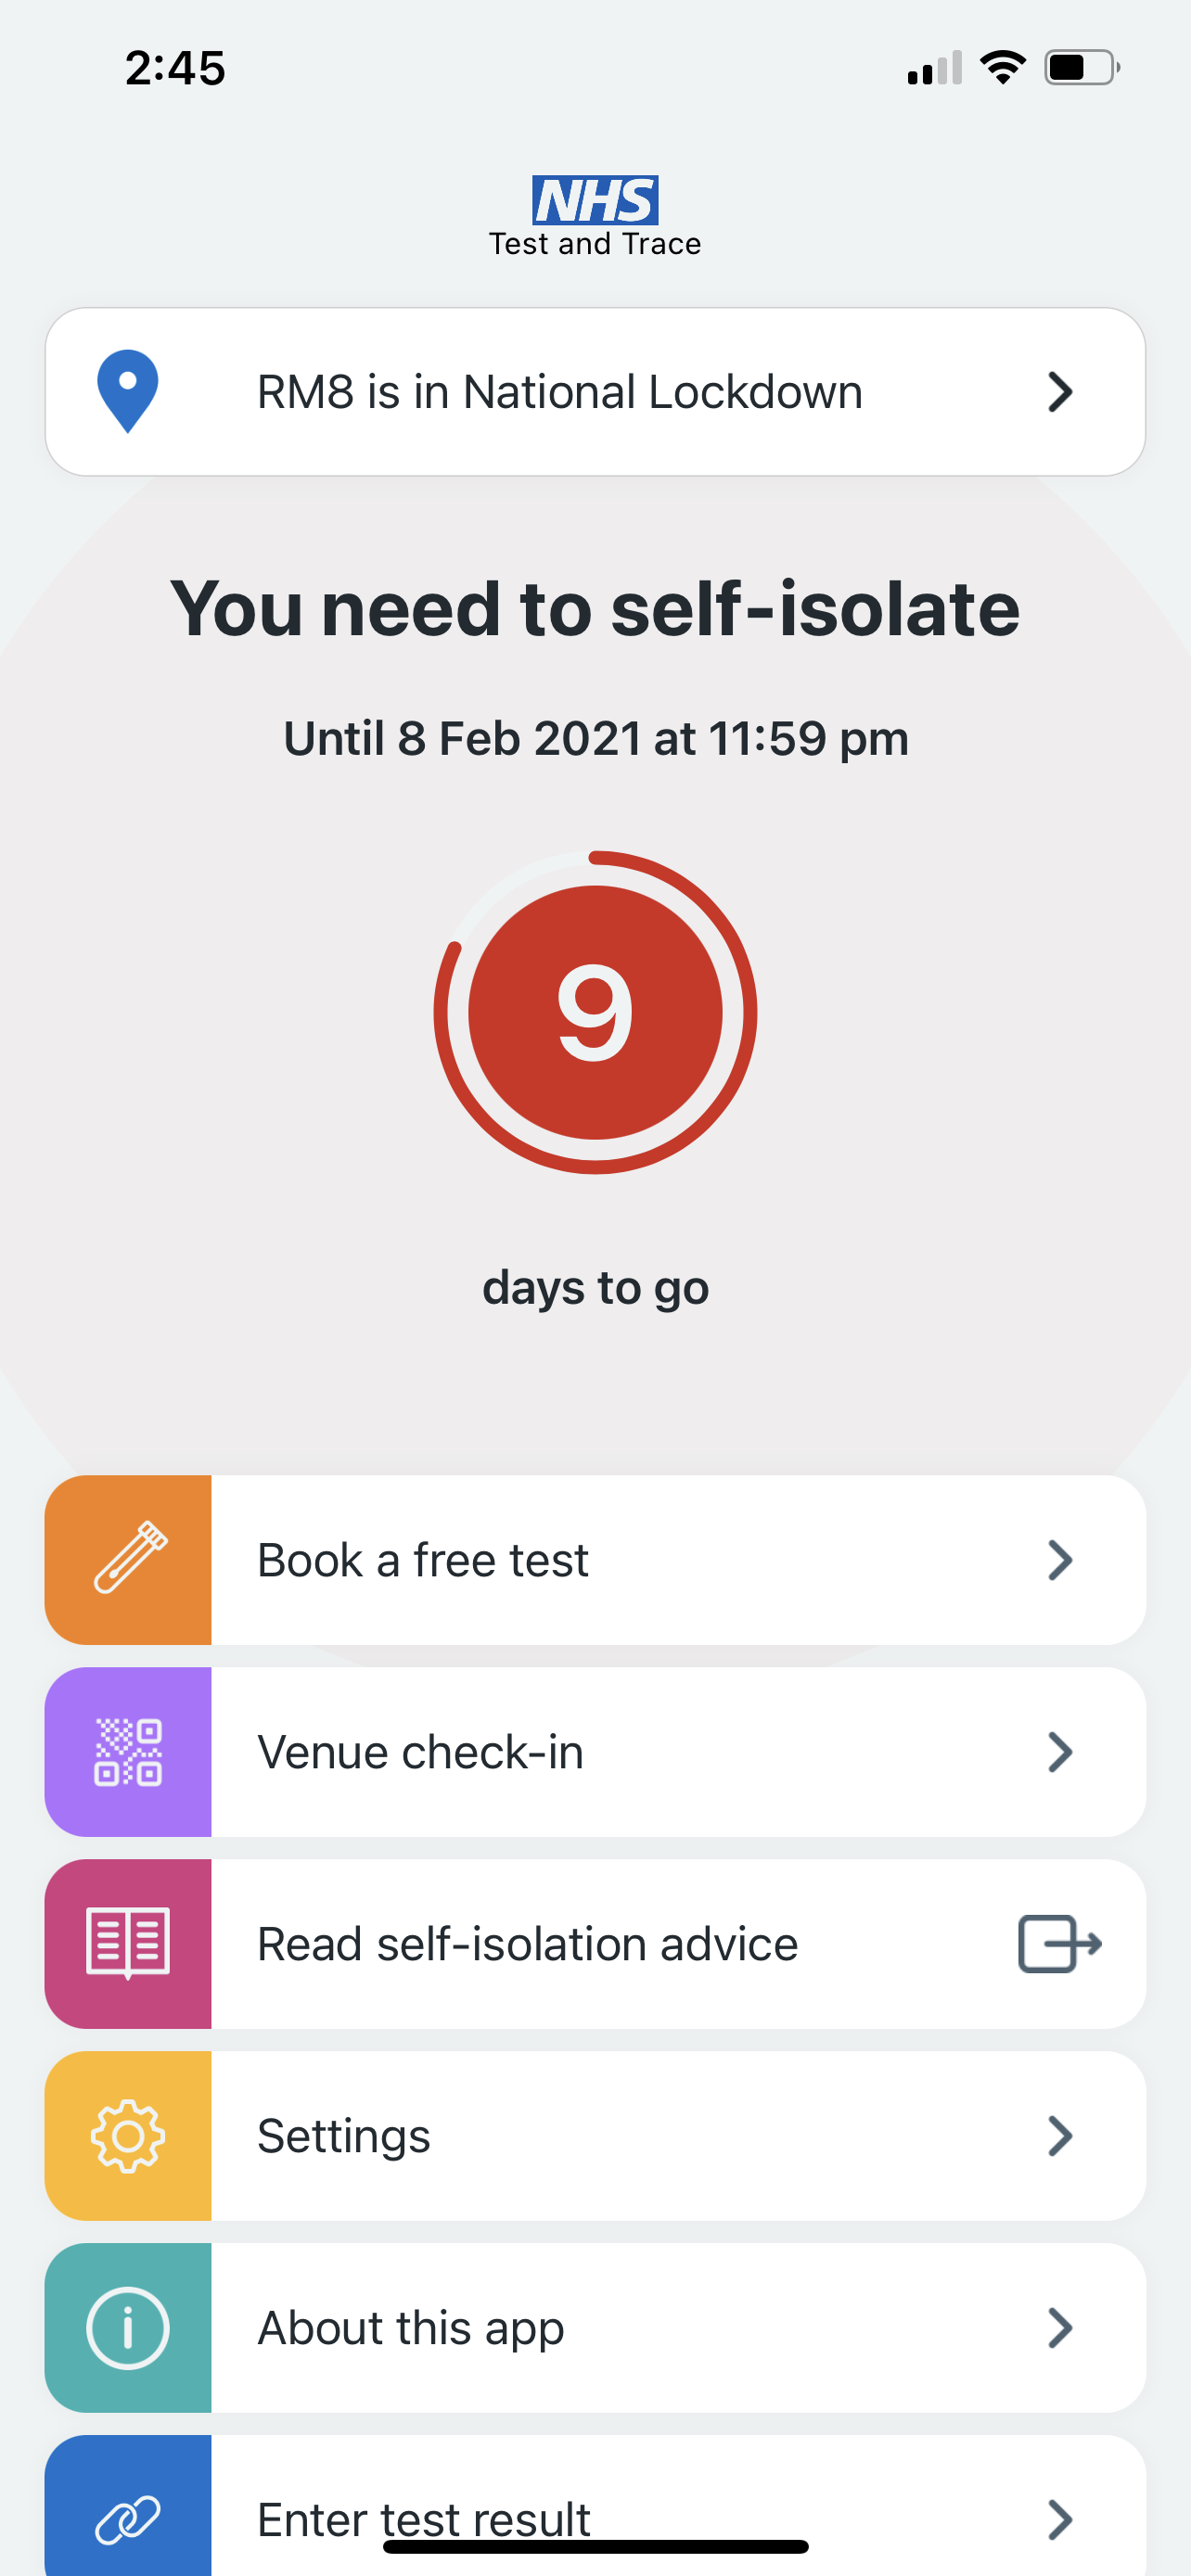 2:45
NHS
Test and Trace
RM8 is in National Lockdown
You need to self-isolate
Until 8 Feb 2021 at 11:59 pm
9
days to go
Book a free test
Venue check-in
Read self-isolation advice
Settings
About this app
Enter test result